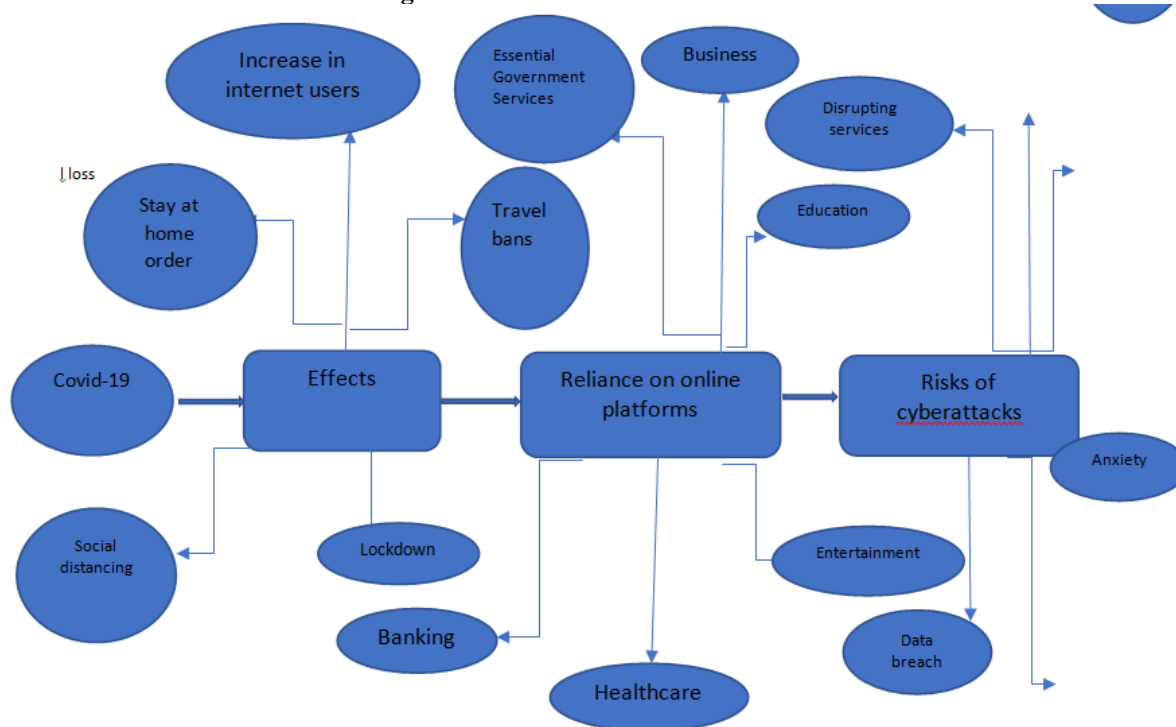 Increase in
internet users
Essential
Government
Services
Business
Disrupting
services
loss
Stay at
home
order
Travel
bans
Education
Covid-19
Effects
Reliance on online
platforms
Risks of
cyberattacks
Anxiety
Social
distancing
Lockdown
Entertainment
Banking
Data
breach
Healthcare